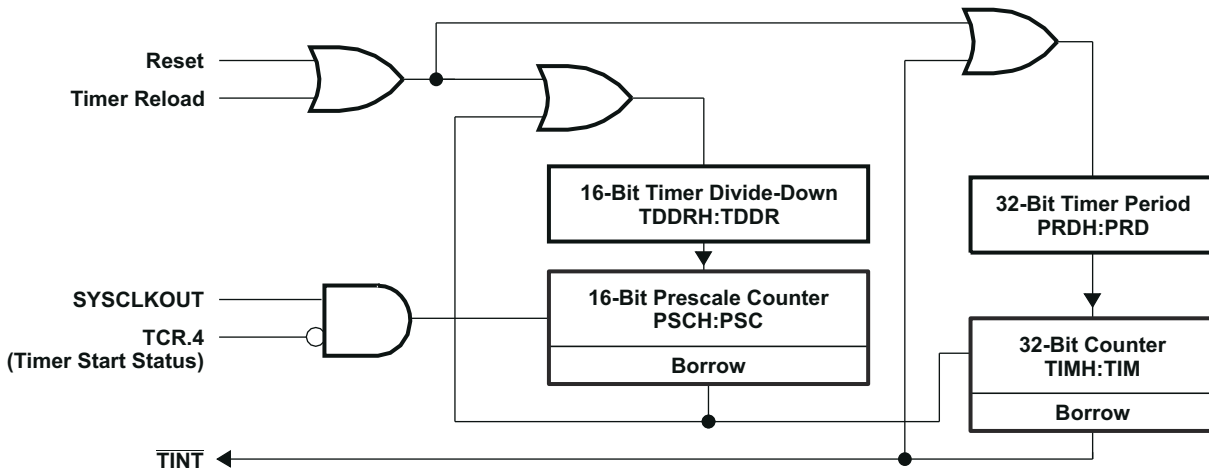 Reset
Timer Reload
16-Bit Timer Divide-Down
TDDRH:TDDR
32-Bit Timer Period
PRDH:PRD
SYSCLKOUT
TCR.4
(Timer Start Status)
16-Bit Prescale Counter
PSCH:PSC
Borrow
32-Bit Counter
TIMH:TIM
Borrow
TINT